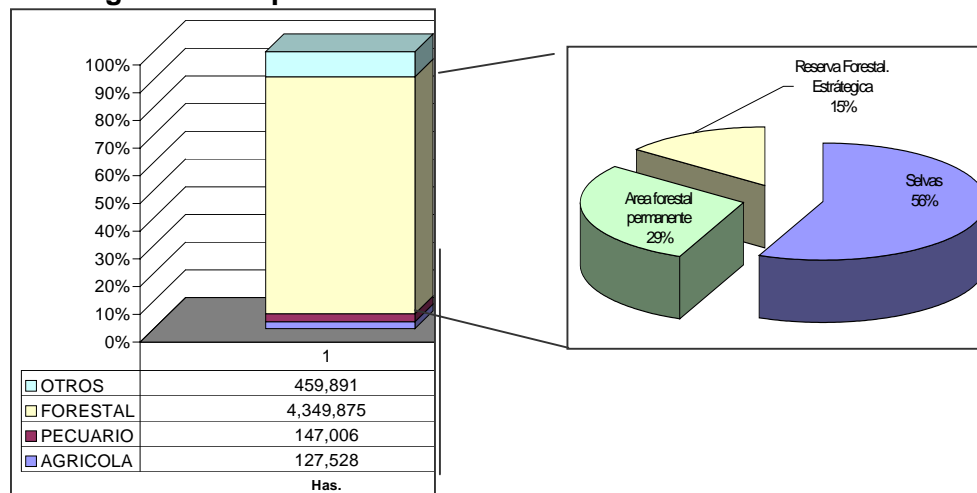 100%
90%
80%
70%
60%
50%
40%
30%
20%
10%
0%
1
OTROS 459,891
FORESTAL 4,349,875
PECUARIO 147,006
AGRICOLA 127,528
Has.
Reserva Forestal.
Estrátegica
15%
Selvas
56%
Area forestal
permanente
29%